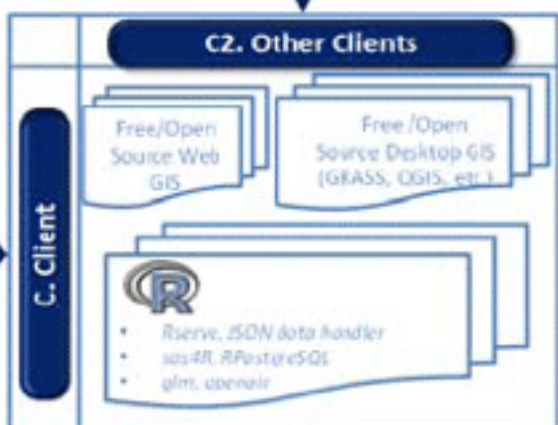 C2. Other Clients
C. Client
Free/Open
Source Web
GIS
Free/Open
Source Desktop GIS
(GRASS, QGIS, etc.)
R
• Rserve, JSON data handler
• sos4R, RPostgreSQL
• glm, openair